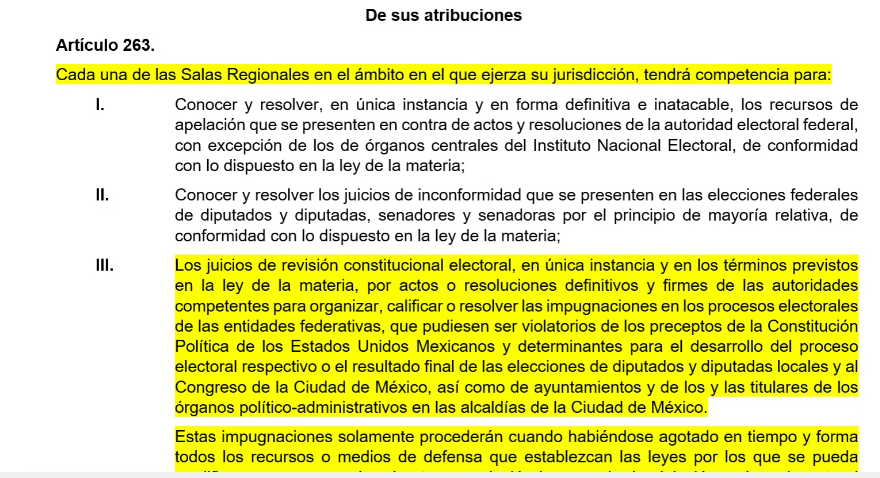 De sus atribuciones
Artículo 263.
Cada una de las Salas Regionales en el ámbito en el que ejerza su jurisdicción, tendrá competencia para:
I. Conocer y resolver, en única instancia y en forma definitiva e inatacable, los recursos de
apelación que se presenten en contra de actos y resoluciones de la autoridad electoral federal,
con excepción de los de órganos centrales del Instituto Nacional Electoral, de conformidad
con lo dispuesto en la ley de la materia;
II. Conocer y resolver los juicios de inconformidad que se presenten en las elecciones federales
de diputados y diputadas, senadores y senadoras por el principio de mayoría relativa, de
conformidad con lo dispuesto en la ley de la materia;
III. Los juicios de revisión constitucional electoral, en única instancia y en los términos previstos
en la ley de la materia, por actos o resoluciones definitivos y firmes de las autoridades
competentes para organizar, calificar o resolver las impugnaciones en los procesos electorales
de las entidades federativas, que pudiesen ser violatorios de los preceptos de la Constitución
Política de los Estados Unidos Mexicanos y determinantes para el desarrollo del proceso
electoral respectivo o el resultado final de las elecciones de diputados y diputadas locales y al
Congreso de la Ciudad de México, así como de ayuntamientos y de los y las titulares de los
órganos político-administrativos en las alcaldías de la Ciudad de México.
Estas impugnaciones solamente procederán cuando habiéndose agotado en tiempo y forma
todos los recursos o medios de defensa que establezcan las leyes por los que se pueda